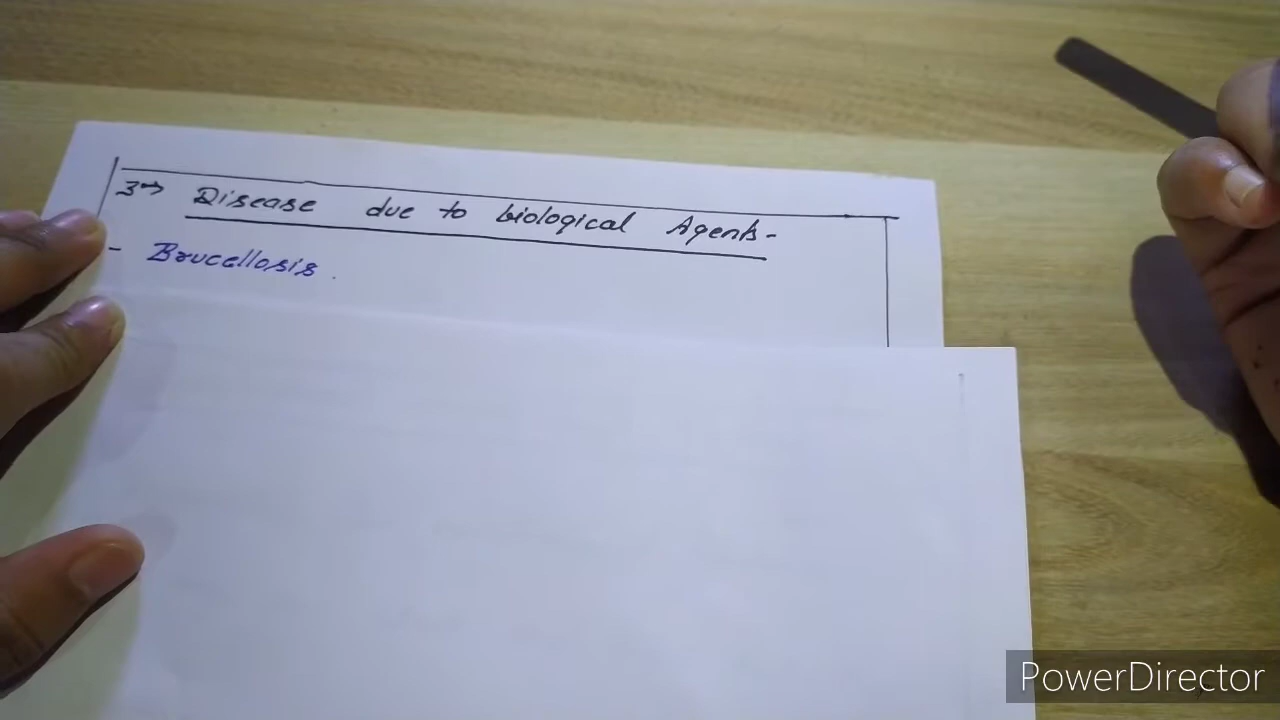 3→ Disease due to biological Agents-
- Brucellosis.
PowerDirector